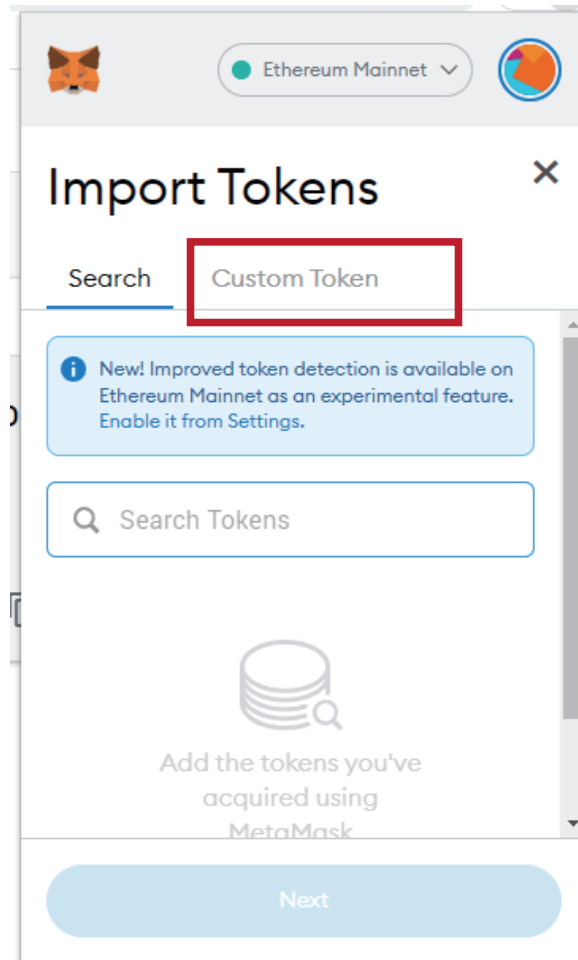 Ethereum Mainnet
Import Tokens
Search
Custom Token
New! Improved token detection is available on
Ethereum Mainnet as an experimental feature.
Enable it from Settings.
Search Tokens
Add the tokens you've
acquired using
MetaMask
Next